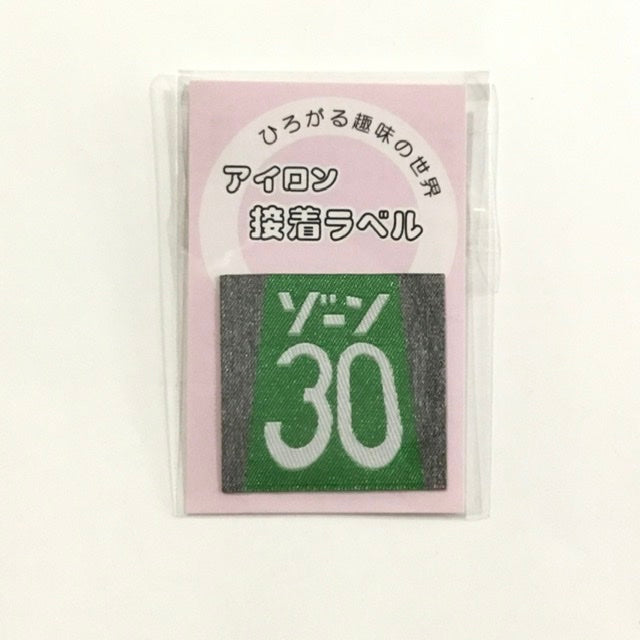 ひろがる趣味の世界
アイロン
接着ラベル
ゾーン
30